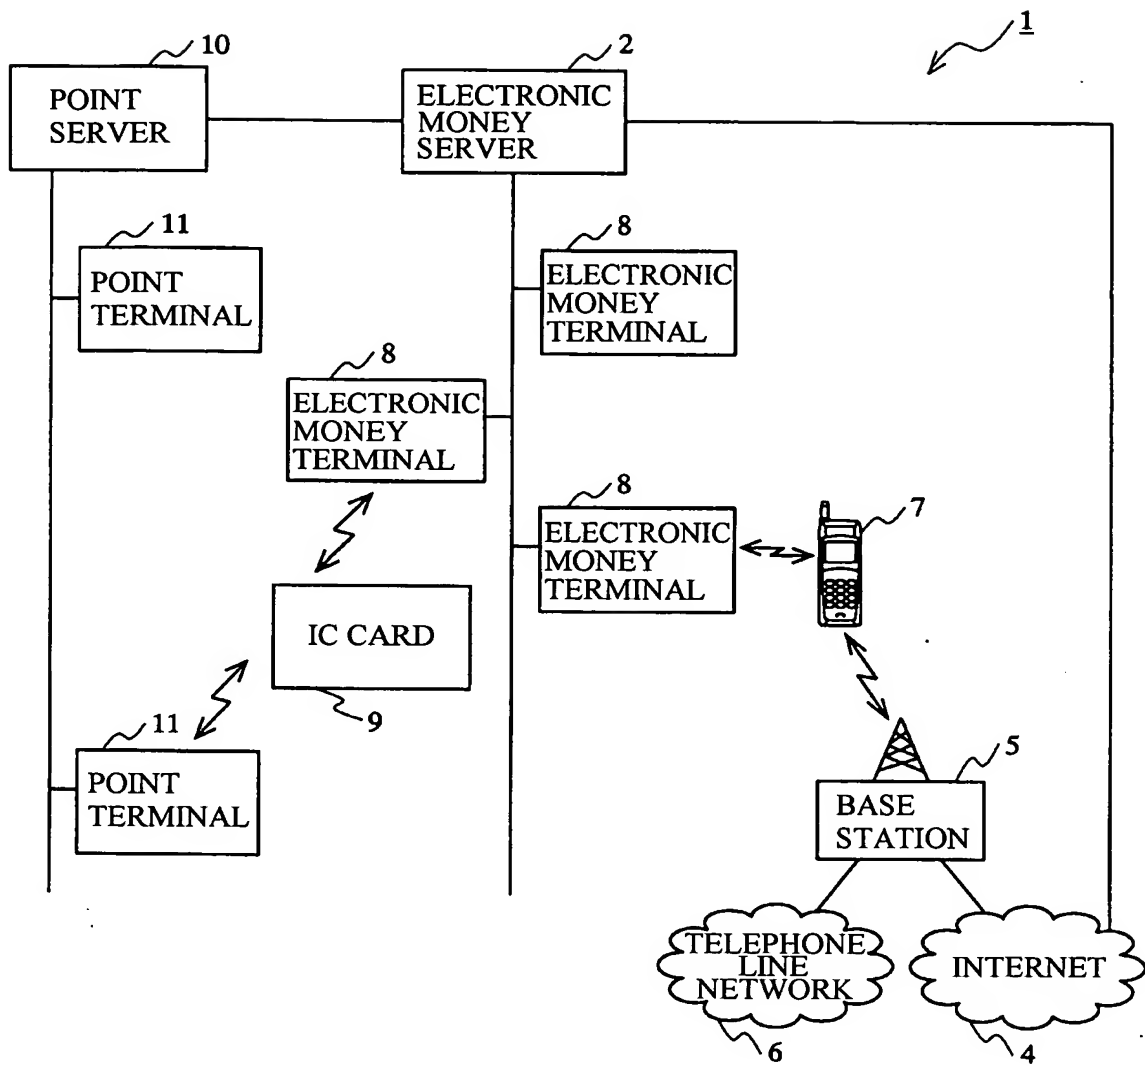 1
10
2
POINT
SERVER
ELECTRONIC
MONEY
SERVER
11
8
POINT
TERMINAL
ELECTRONIC
MONEY
TERMINAL
8
ELECTRONIC
MONEY
TERMINAL
8
7
ELECTRONIC
MONEY
TERMINAL
IC CARD
9
11
POINT
TERMINAL
5
BASE
STATION
TELEPHONE
LINE
NETWORK
INTERNET
6
4